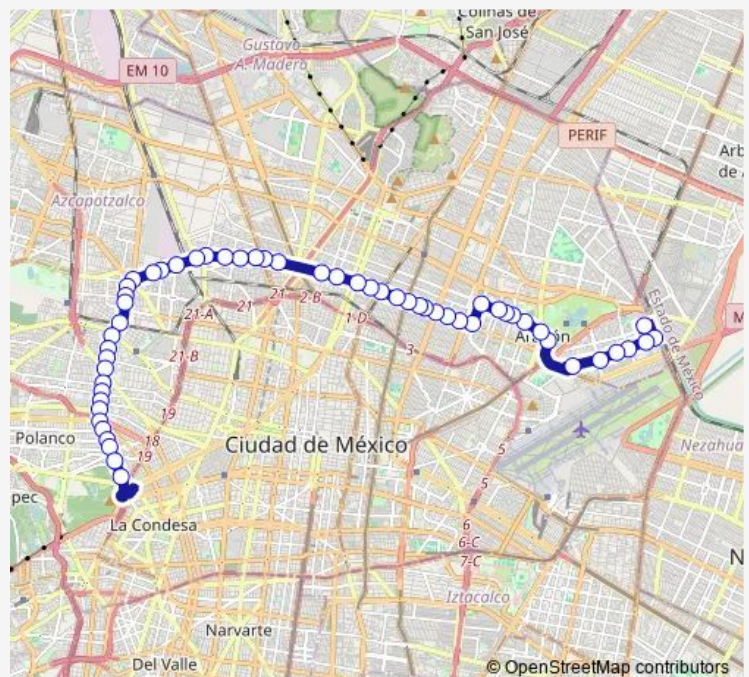 Colinas de
San José
Gustavo
A. Madero
EM 10
PERIF
Arb
de
Azcapotzalco
Estado de México
M
21-A
21
21
2-B
1-D
3
21-B
19
Polanco
18
19
Ciudad de México
5
5
Nezahua
pec
La Condesa
6
6-C
7-C
N
Iztacalco
Narvarte
Del Valle
© OpenStreetMap contributors